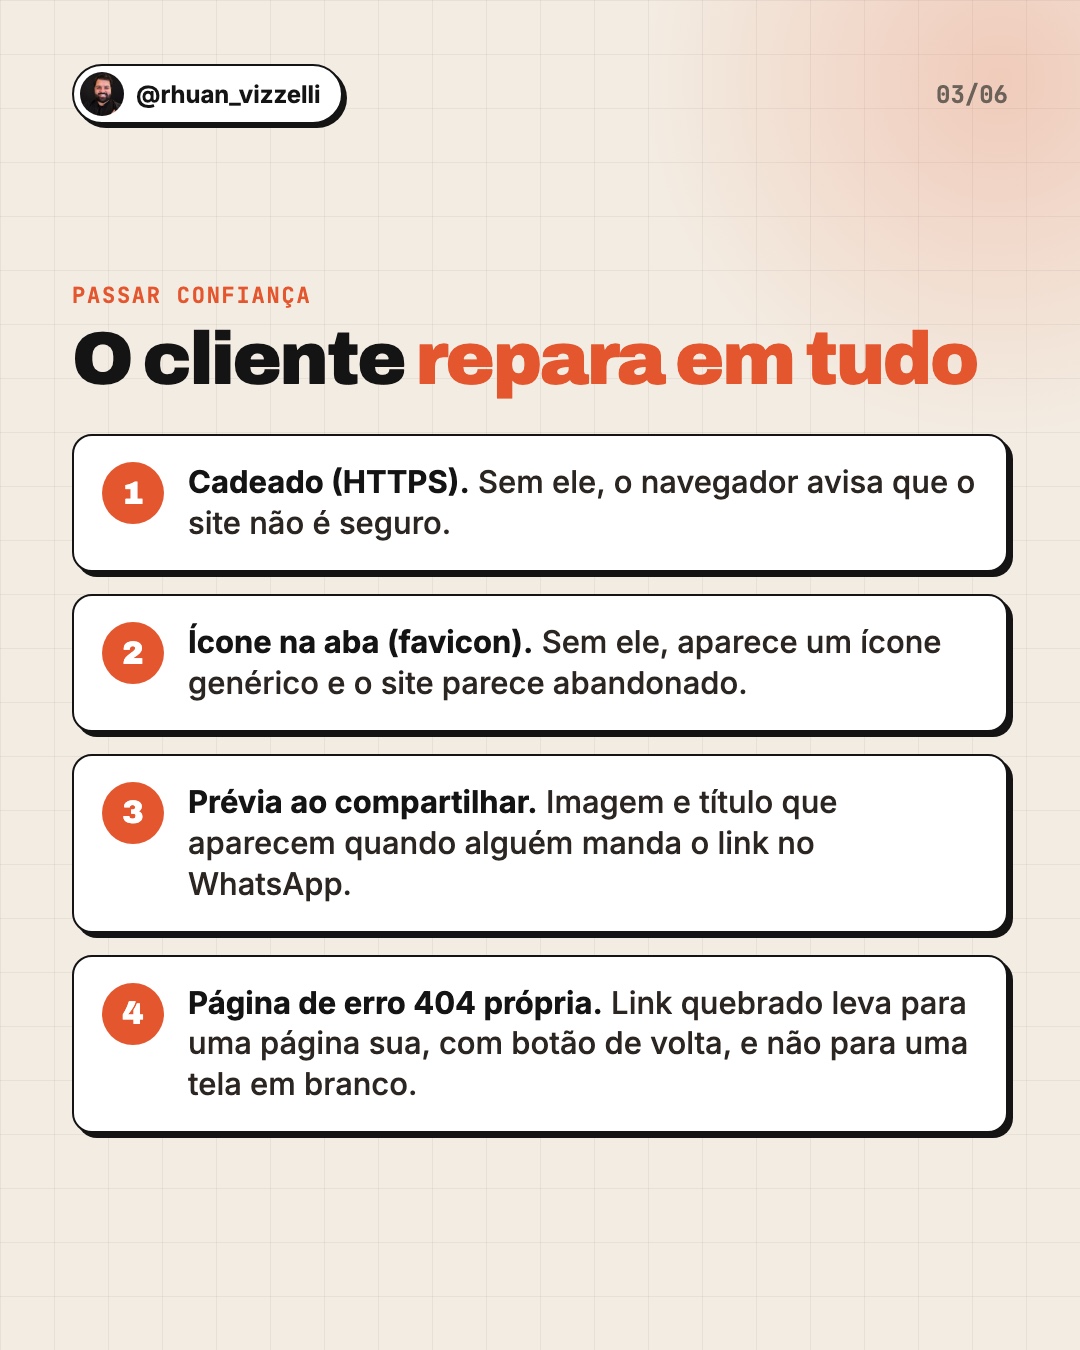 @rhuan_vizzelli
03/06
PASSAR CONFIANÇA
O cliente repara em tudo
1
Cadeado (HTTPS). Sem ele, o navegador avisa que o
site não é seguro.
2
Ícone na aba (favicon). Sem ele, aparece um ícone
genérico e o site parece abandonado.
3
Prévia ao compartilhar. Imagem e título que
aparecem quando alguém manda o link no
WhatsApp.
4
Página de erro 404 própria. Link quebrado leva para
uma página sua, com botão de volta, e não para uma
tela em branco.